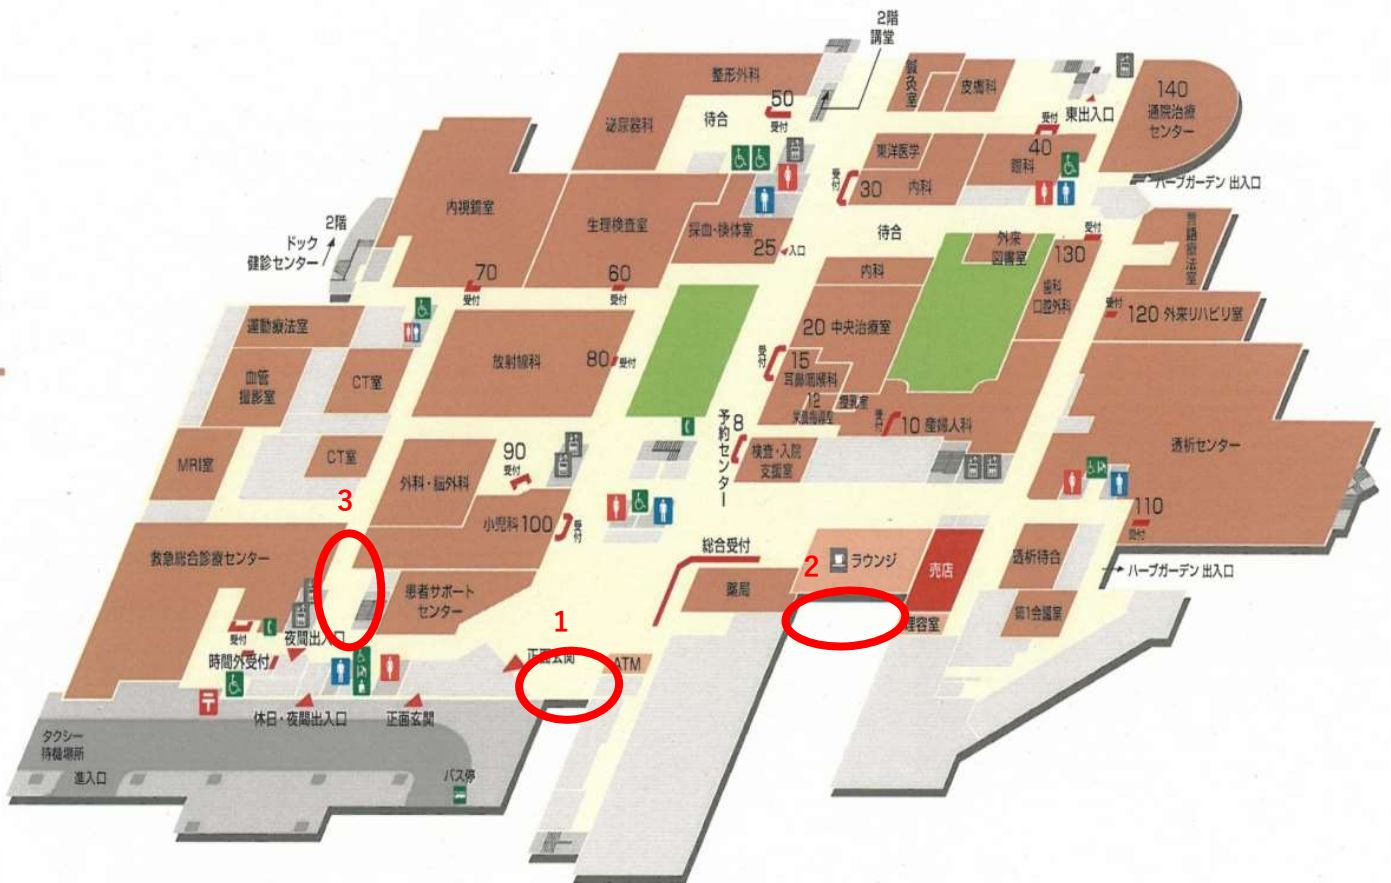 2階
講堂
整形外科
鍼灸室
皮膚科
140
通院治療
センター
50
受付
待合
泌尿器科
受付
東出入口
40
眼科
東洋医学
受付
30
内科
ハーブガーデン 出入口
内視鏡室
生理検査室
採血・検体室
25
入口
待合
2階
ドック
健診センター
外来
図書室
受付
130
歯科
口腔外科
言語療法室
70
受付
60
受付
内科
受付
120 外来リハビリ室
運動療法室
20 中央治療室
放射線科
80
受付
受付
15
耳鼻咽喉科
血管
撮影室
CT室
12
栄養指導室
授乳室
受付
10 産婦人科
8
予約センター
透析センター
MRI室
CT室
90
受付
外科・脳外科
検査・入院
支援室
3
小児科 100
受付
110
受付
救急総合診療センター
総合受付
2
ラウンジ
売店
透析待合
ハーブガーデン 出入口
薬局
患者サポート
センター
第1会議室
理容室
1
受付
夜間出入口
時間外受付
正面玄関
ATM
休日・夜間出入口
正面玄関
タクシー
待機場所
進入口
バス停